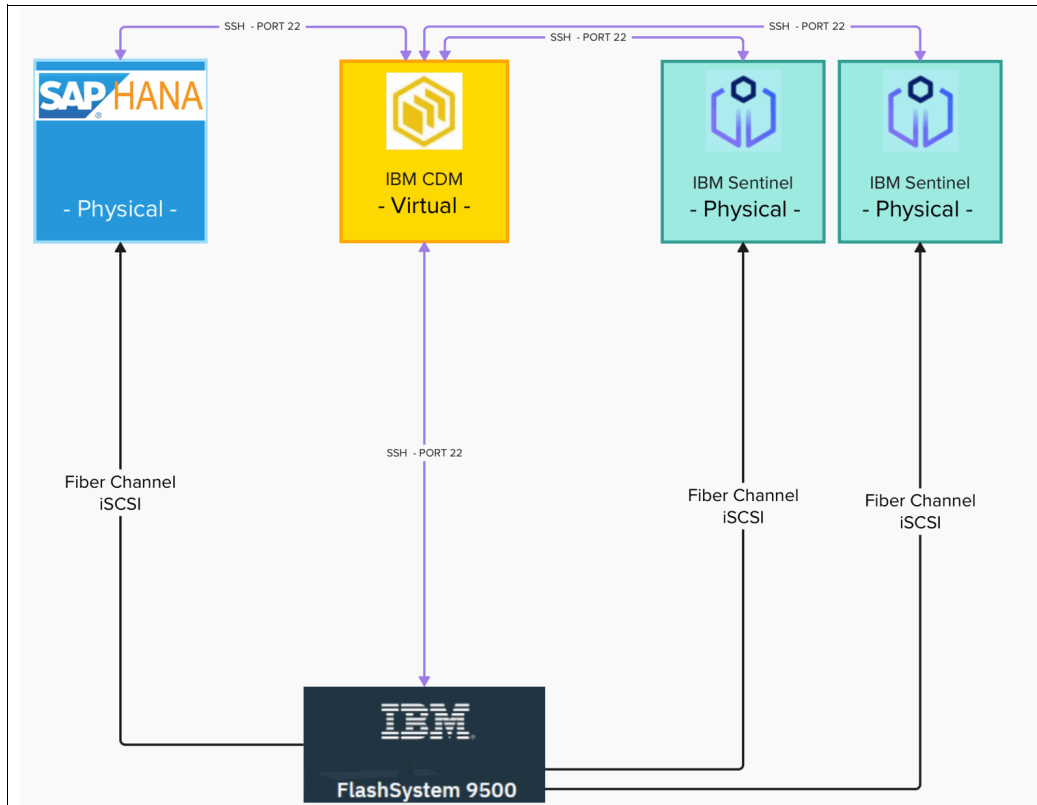 SSH - PORT 22
SSH - PORT 22
SSH - PORT 22
SAP HANA
®
- Physical -
IBM CDM
- Virtual -
IBM Sentinel
- Physical -
IBM Sentinel
- Physical -
SSH - PORT 22
Fiber Channel
iSCSI
Fiber Channel
iSCSI
Fiber Channel
iSCSI
IBM
FlashSystem 9500